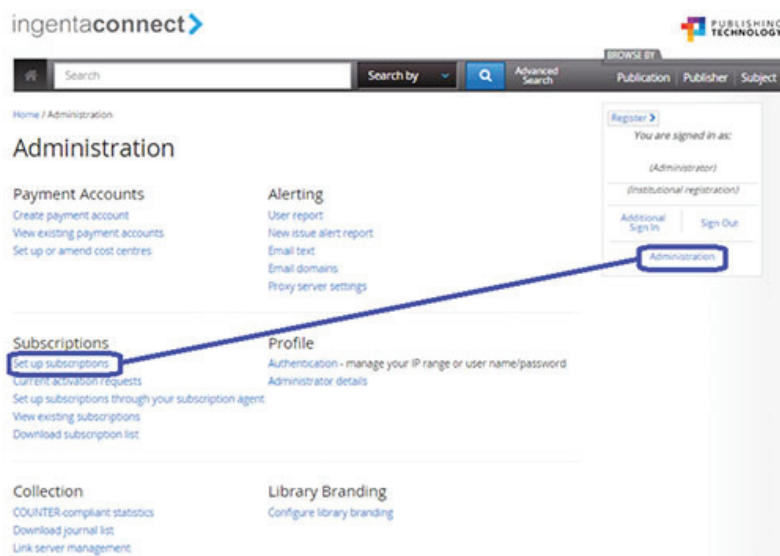 ingentaconnect
PUBLISHING
TECHNOLOGY
BROWSE BY
Search
Search by
Advanced
Search
Publication
Publisher
Subject
Home / Administration
Register
You are signed in as:
(Administrator)
(Institutional registration)
Additional
Sign In
Sign Out
Administration
Administration
Payment Accounts
Create payment account
View existing payment accounts
Set up or amend cost centres
Alerting
User report
New issue alert report
Email text
Email domains
Proxy server settings
Subscriptions
Set up subscriptions
Current activation requests
Set up subscriptions through your subscription agent
View existing subscriptions
Download subscription list
Profile
Authentication - manage your IP range or user name/password
Administrator details
Collection
COUNTER-compliant statistics
Download journal list
Link server management
Library Branding
Configure library branding